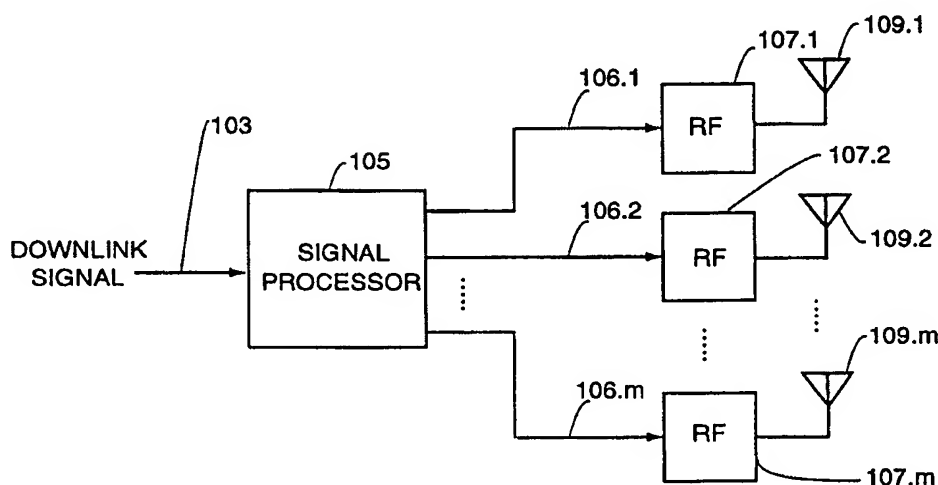 109.1
107.1
106.1
RF
103
105
107.2
106.2
RF
109.2
DOWNLINK
SIGNAL
SIGNAL
PROCESSOR
109.m
106.m
RF
107.m